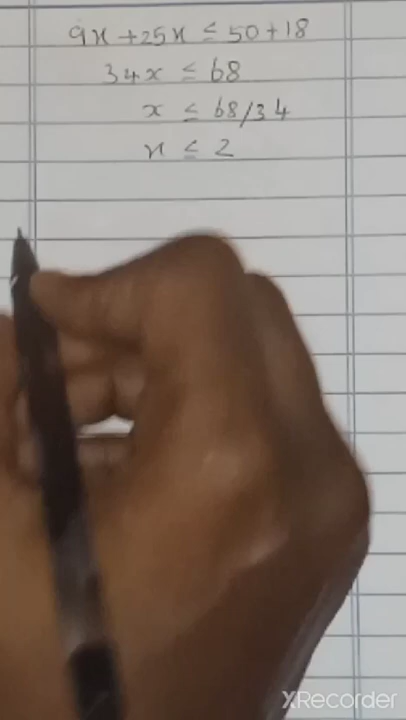 9x + 25x ≤ 50 + 18
34x ≤ 68
x ≤ 68/34
x ≤ 2
XRecorder